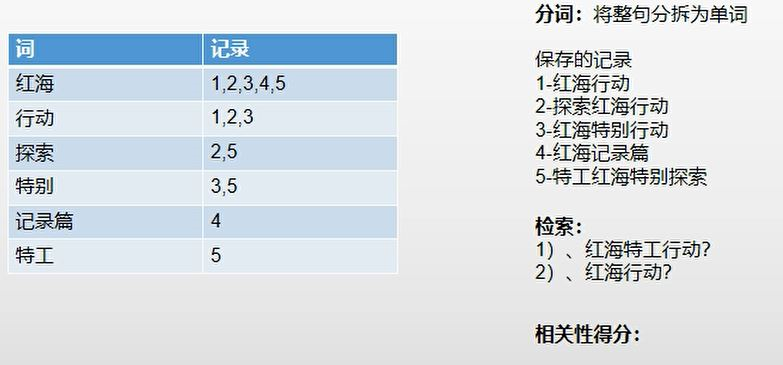 词 记录
红海 1,2,3,4,5
行动 1,2,3
探索 2,5
特别 3,5
记录篇 4
特工 5
分词：将整句分拆为单词
保存的记录
1-红海行动
2-探索红海行动
3-红海特别行动
4-红海记录篇
5-特工红海特别探索
检索：
1）、红海特工行动?
2）、红海行动?
相关性得分：